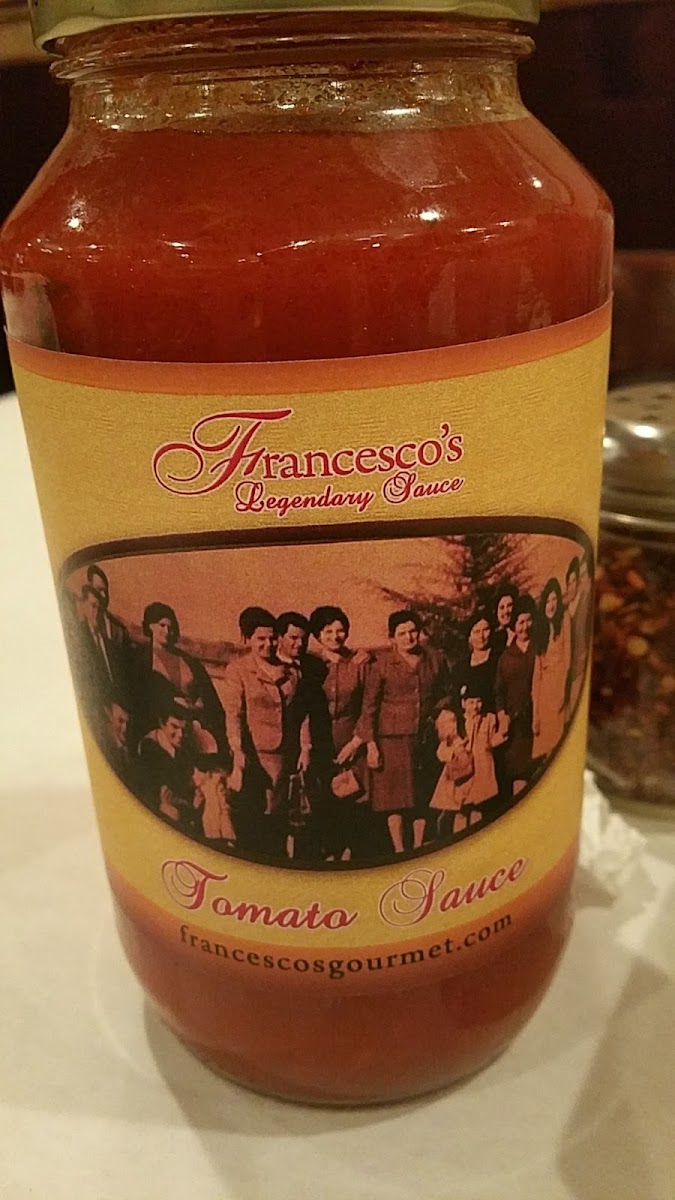 Francesco's
Legendary Sauce
Tomato Sauce
francescosgourmet.com